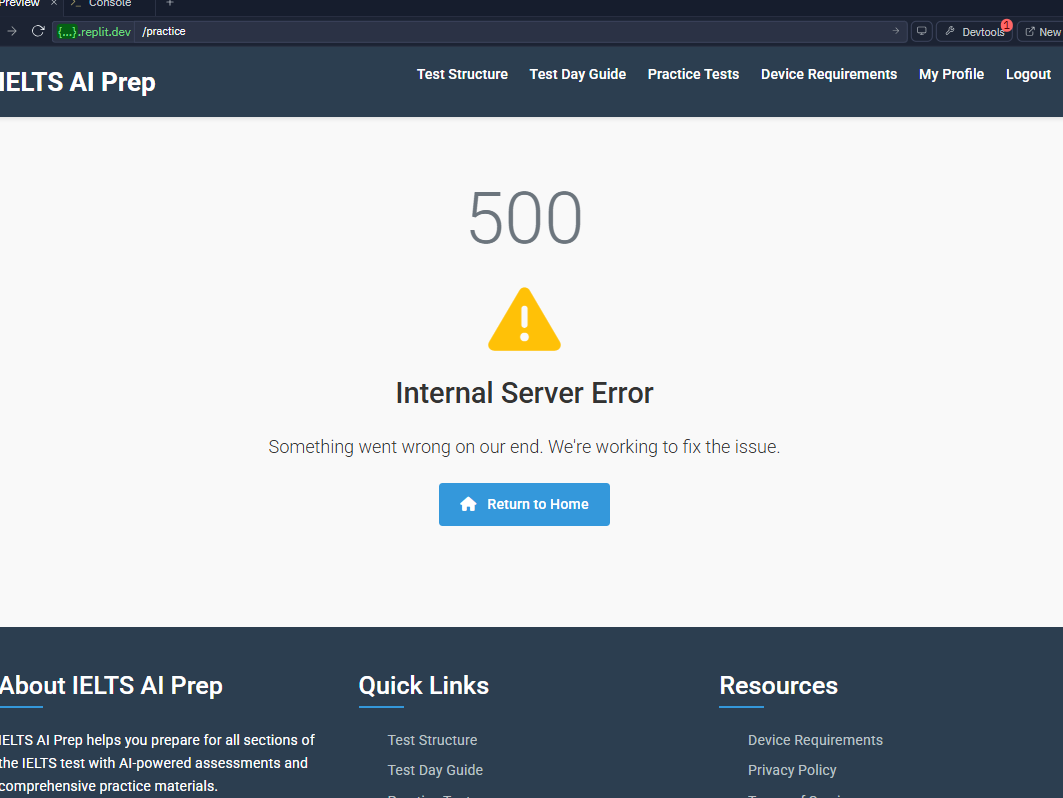 Preview
Console
{...}.replit.dev /practice
Devtools 1
New
IELTS AI Prep
Test Structure Test Day Guide Practice Tests Device Requirements My Profile Logout
500
Internal Server Error
Something went wrong on our end. We're working to fix the issue.
Return to Home
About IELTS AI Prep
IELTS AI Prep helps you prepare for all sections of
the IELTS test with AI-powered assessments and
comprehensive practice materials.
Quick Links
Test Structure
Test Day Guide
Resources
Device Requirements
Privacy Policy